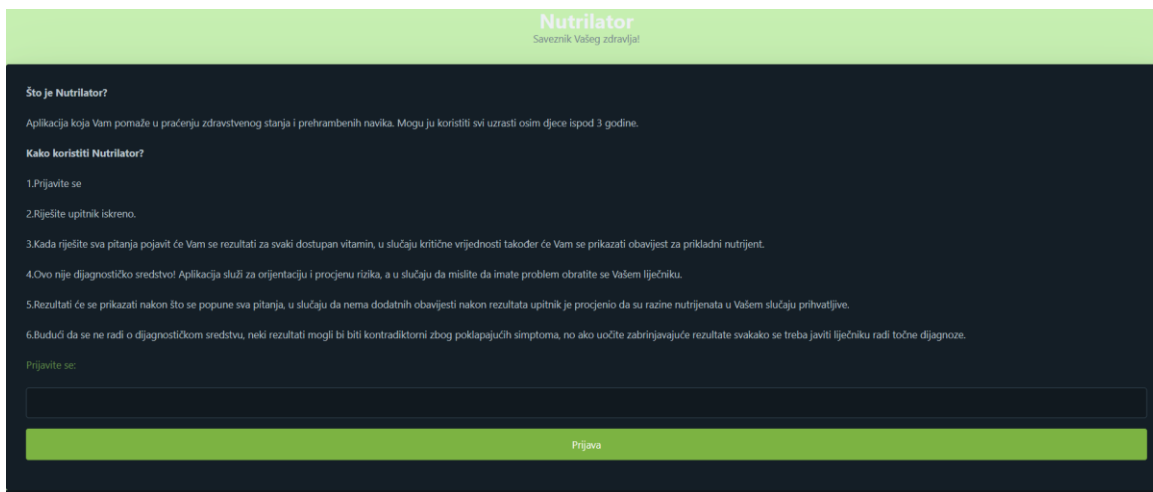 Nutrilator
Saveznik Vašeg zdravlja!
Što je Nutrilator?
Aplikacija koja Vam pomaže u praćenju zdravstvenog stanja i prehrambenih navika. Mogu ju koristiti svi uzrasti osim djece ispod 3 godine.
Kako koristiti Nutrilator?
1.Prijavite se
2.Riješite upitnik iskreno.
3.Kada riješite sva pitanja pojavit će Vam se rezultati za svaki dostupan vitamin, u slučaju kritične vrijednosti također će Vam se prikazati obavijest za prikladni nutrijent.
4.Ovo nije dijagnostičko sredstvo! Aplikacija služi za orijentaciju i procjenu rizika, a u slučaju da mislite da imate problem obratite se Vašem liječniku.
5.Rezultati će se prikazati nakon što se popune sva pitanja, u slučaju da nema dodatnih obavijesti nakon rezultata upitnik je procjenio da su razine nutrijenata u Vašem slučaju prihvatljive.
6.Budući da se ne radi o dijagnostičkom sredstvu, neki rezultati mogli bi biti kontradiktorni zbog poklapajućih simptoma, no ako uočite zabrinjavajuće rezultate svakako se treba javiti liječniku radi točne dijagnoze.
Prijavite se:
Prijava